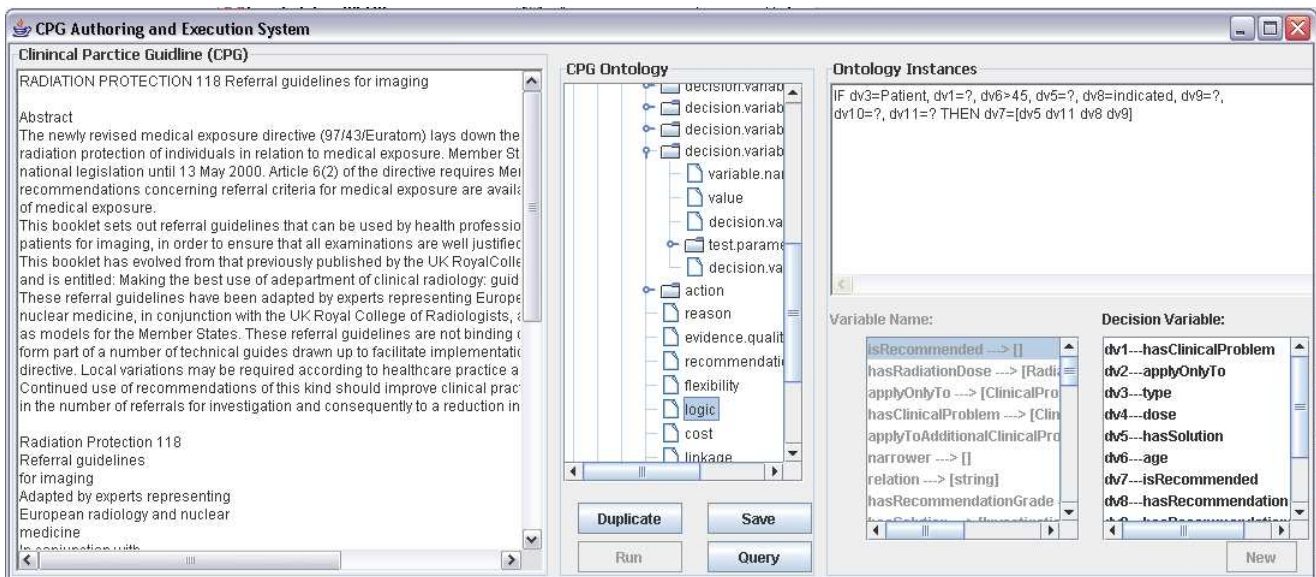 CPG Authoring and Execution System
Clinincal Parctice Guidline (CPG)
RADIATION PROTECTION 118 Referral guidelines for imaging
Abstract
The newly revised medical exposure directive (97/43/Euratom) lays down the
radiation protection of individuals in relation to medical exposure. Member St
national legislation until 13 May 2000. Article 6(2) of the directive requires Mer
recommendations concerning referral criteria for medical exposure are availa
of medical exposure.
This booklet sets out referral guidelines that can be used by health professio
patients for imaging, in order to ensure that all examinations are well justified
This booklet has evolved from that previously published by the UK RoyalColle
and is entitled: Making the best use of adepartment of clinical radiology: guid
These referral guidelines have been adapted by experts representing Europe
nuclear medicine, in conjunction with the UK Royal College of Radiologists, a
as models for the Member States. These referral guidelines are not binding
form part of a number of technical guides drawn up to facilitate implementatio
directive. Local variations may be required according to healthcare practice a
Continued use of recommendations of this kind should improve clinical pract
in the number of referrals for investigation and consequently to a reduction in
Radiation Protection 118
Referral guidelines
for imaging
Adapted by experts representing
European radiology and nuclear
medicine
In conjunction with
CPG Ontology
decision.variab
decision.variab
decision.variab
decision.variab
variable.nar
value
decision.va
test.parame
decision.va
action
reason
evidence.qualit
recommendatio
flexibility
logic
cost
linkage
Duplicate
Save
Run
Query
Ontology Instances
IF dv3=Patient, dv1=?, dv6>45, dv5=?, dv8=indicated, dv9=?,
dv10=?, dv11=? THEN dv7=[dv5 dv11 dv8 dv9]
Variable Name:
isRecommended ---> []
hasRadiationDose ---> [Radia
applyOnlyTo ---> [ClinicalPro
hasClinicalProblem ---> [Clin
applyToAdditionalClinicalPro
narrower ---> []
relation ---> [string]
hasRecommendationGrade
Decision Variable:
dv1---hasClinicalProblem
dv2---applyOnlyTo
dv3---type
dv4---dose
dv5---hasSolution
dv6---age
dv7---isRecommended
dv8---hasRecommendation
New